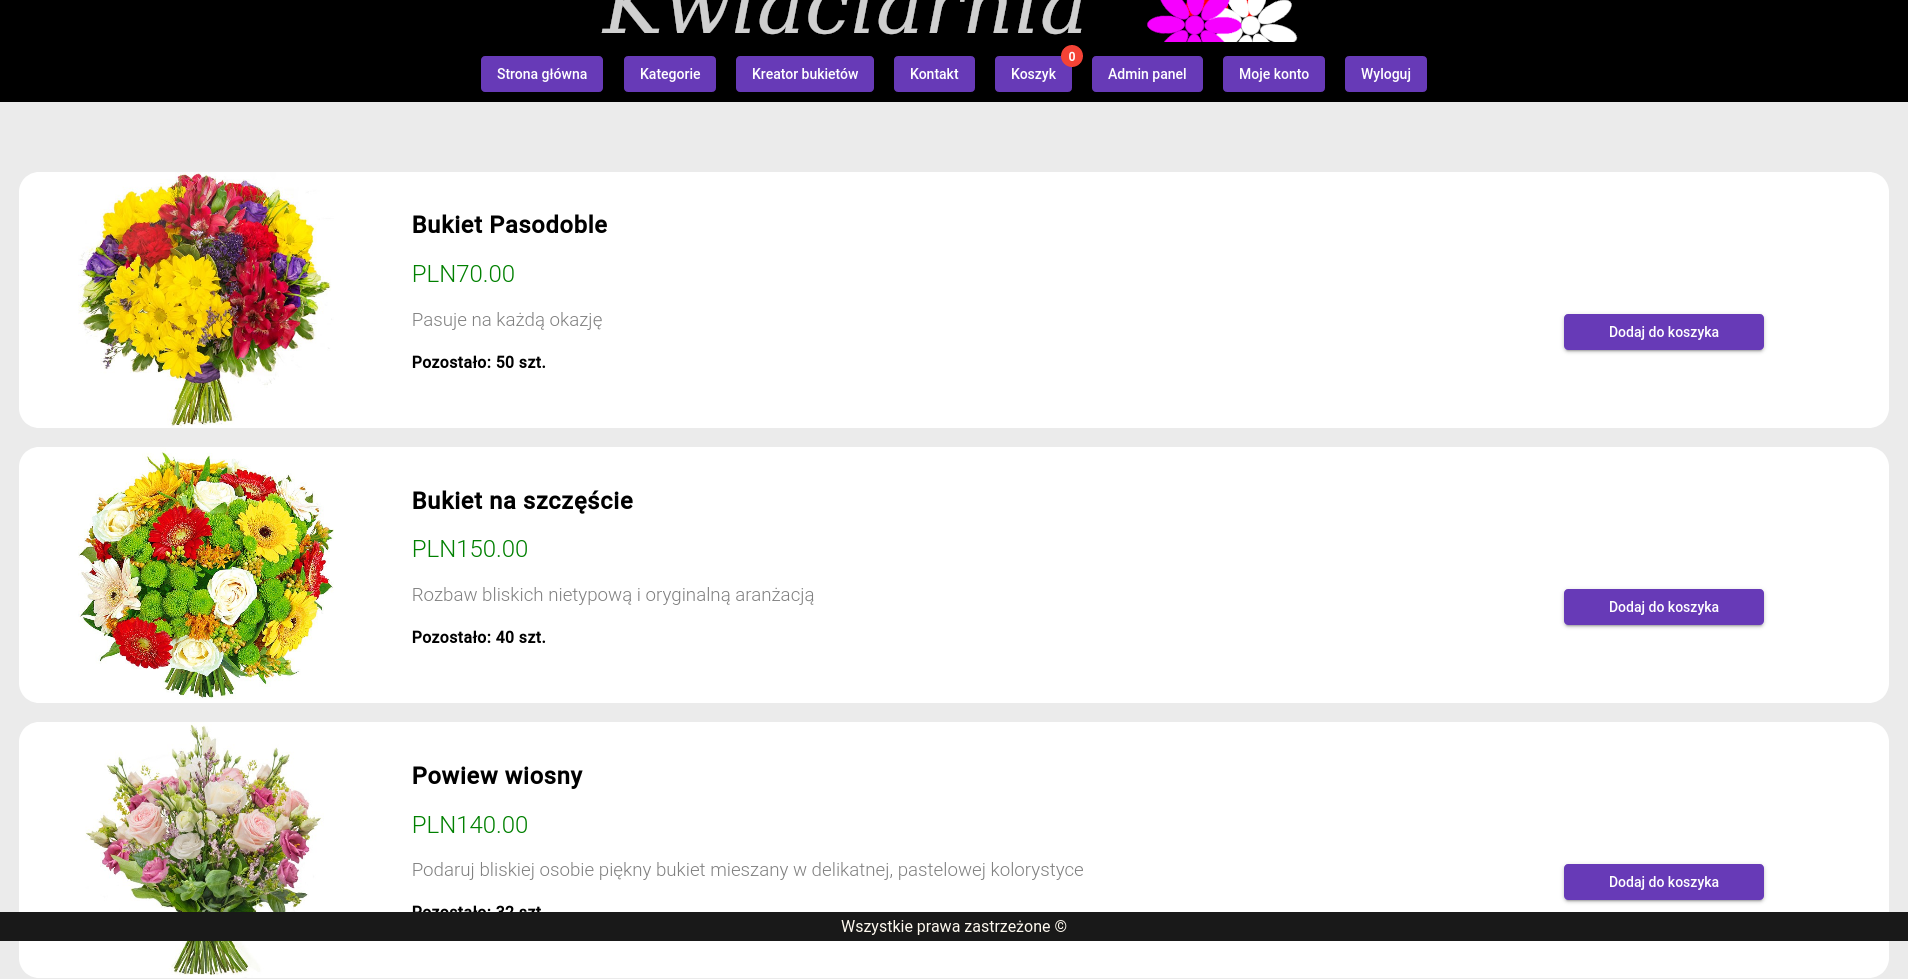 Kwiaciarnia
Strona główna
Kategorie
Kreator bukietów
Kontakt
Koszyk
0
Admin panel
Moje konto
Wyloguj
Bukiet Pasodoble
PLN70.00
Pasuje na każdą okazję
Pozostało: 50 szt.
Dodaj do koszyka
Bukiet na szczęście
PLN150.00
Rozbaw bliskich nietypową i oryginalną aranżacją
Pozostało: 40 szt.
Dodaj do koszyka
Powiew wiosny
PLN140.00
Podaruj bliskiej osobie piękny bukiet mieszany w delikatnej, pastelowej kolorystyce
Pozostało: 32 szt.
Dodaj do koszyka
Wszystkie prawa zastrzeżone ©